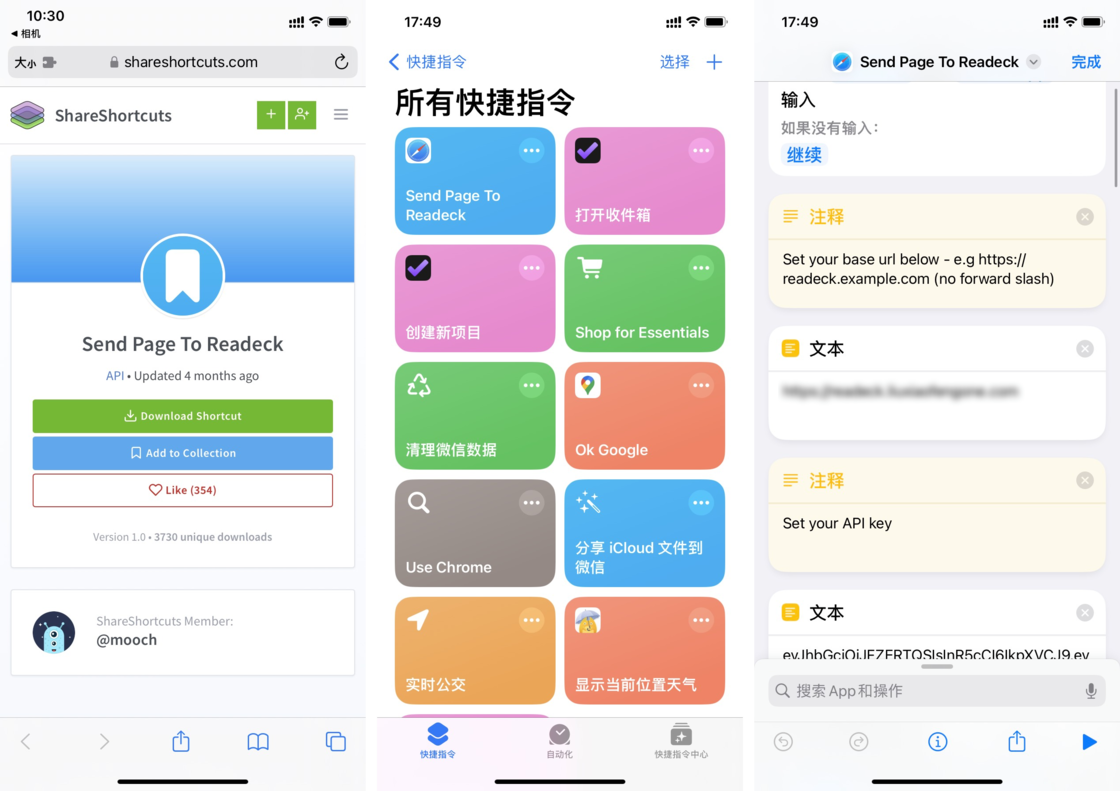 10:30
相机
大小
shareshortcuts.com
ShareShortcuts
Send Page To Readeck
API • Updated 4 months ago
Download Shortcut
Add to Collection
Like (354)
Version 1.0 • 3730 unique downloads
ShareShortcuts Member:
@mooch
17:49
快捷指令
选择
所有快捷指令
Send Page To
Readeck
打开收件箱
创建新项目
Shop for Essentials
清理微信数据
Ok Google
Use Chrome
分享 iCloud 文件到
微信
实时公交
显示当前位置天气
快捷指令
自动化
快捷指令中心
17:49
Send Page To Readeck
完成
输入
如果没有输入：
继续
注释
Set your base url below - e.g https://
readeck.example.com (no forward slash)
文本
注释
Set your API key
文本
搜索App和操作